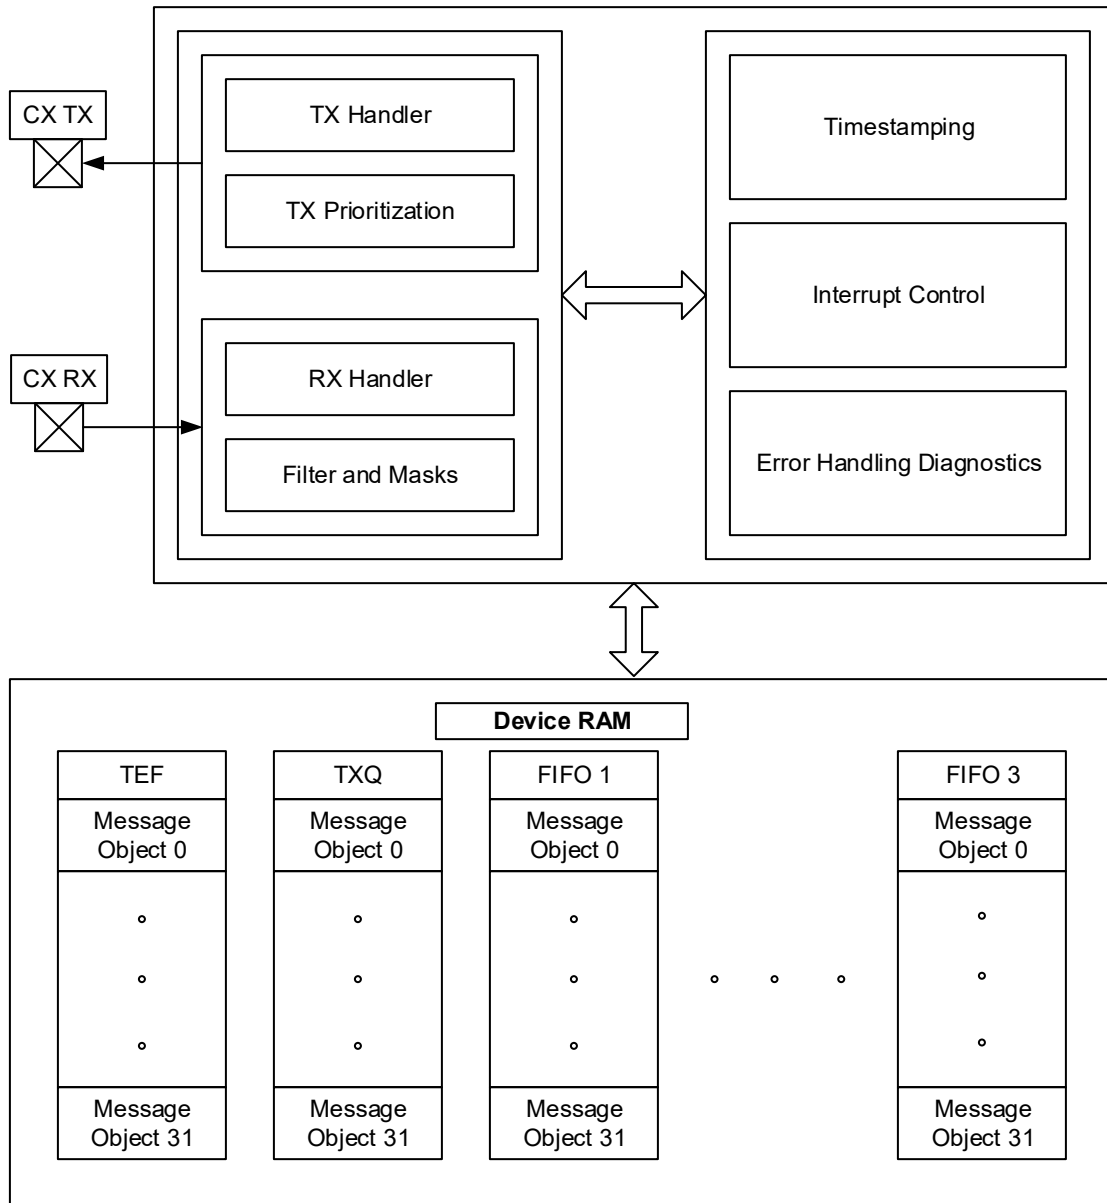 CX TX
TX Handler
TX Prioritization
CX RX
RX Handler
Filter and Masks
Timestamping
Interrupt Control
Error Handling Diagnostics
Device RAM
TEF
Message
Object 0
Message
Object 31
TXQ
Message
Object 0
Message
Object 31
FIFO 1
Message
Object 0
Message
Object 31
FIFO 3
Message
Object 0
Message
Object 31